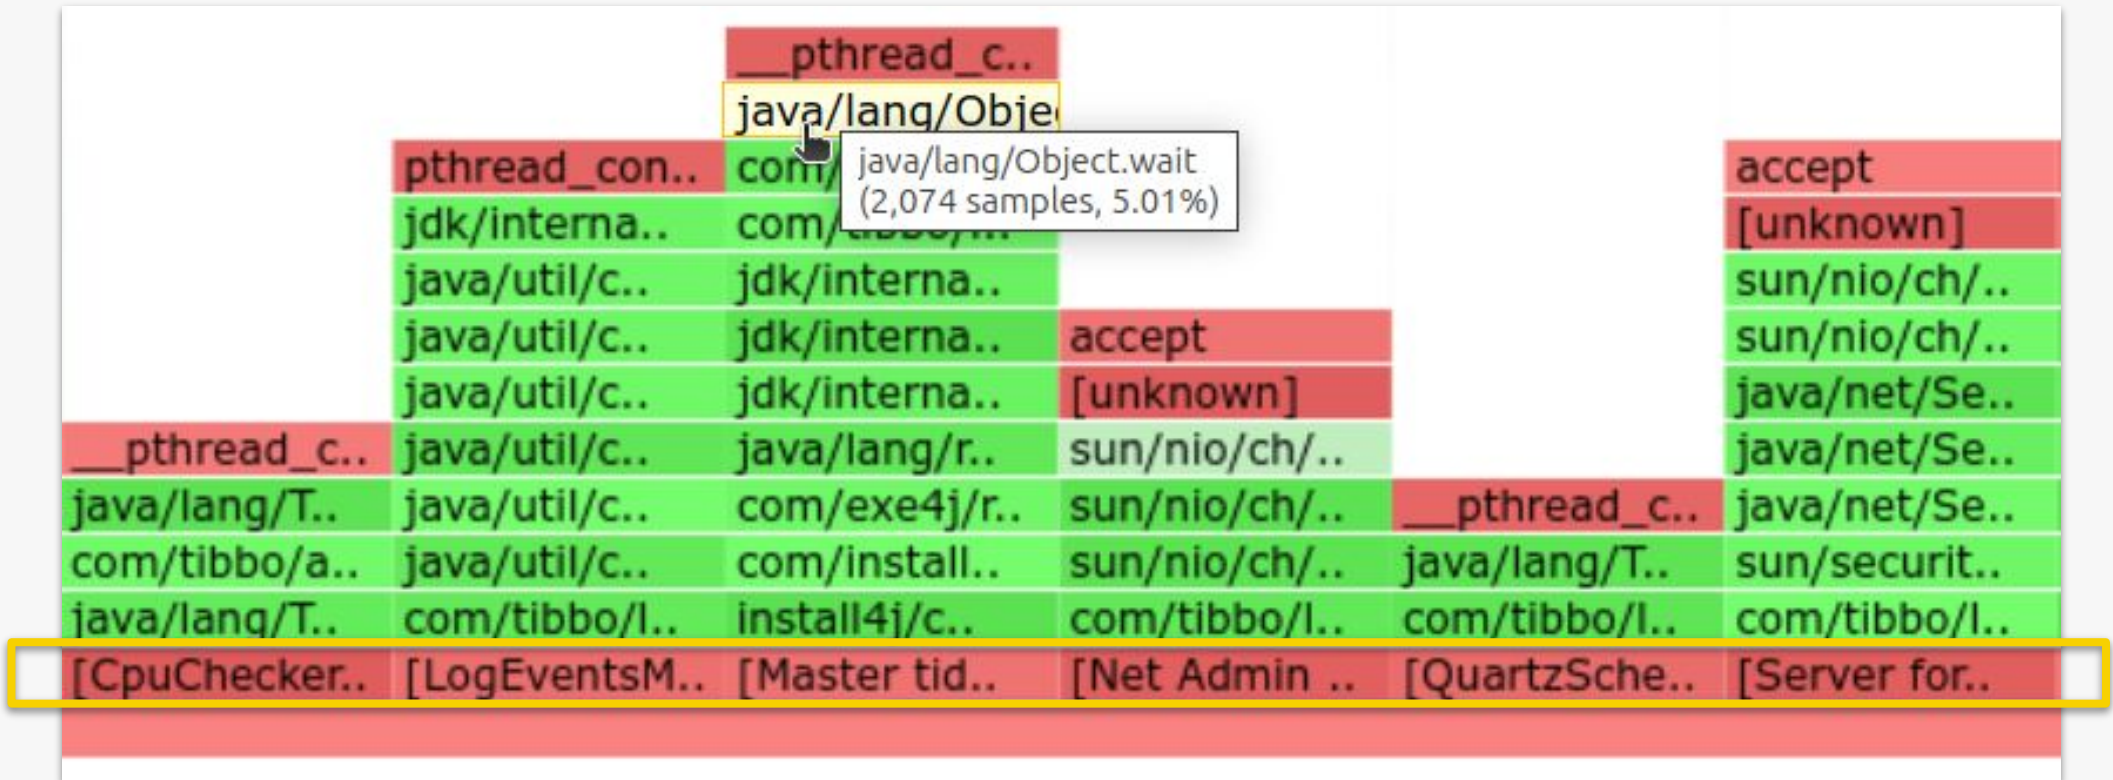 __pthread_c..
java/lang/Obje
java/lang/Object.wait
(2,074 samples, 5.01%)
pthread_con.. com/ accept
jdk/interna.. com/ [unknown]
java/util/c.. jdk/interna.. sun/nio/ch/..
java/util/c.. jdk/interna.. accept sun/nio/ch/..
java/util/c.. jdk/interna.. [unknown] java/net/Se..
__pthread_c.. java/util/c.. java/lang/r.. sun/nio/ch/.. java/net/Se..
java/lang/T.. java/util/c.. com/exe4j/r.. sun/nio/ch/.. __pthread_c.. java/net/Se..
com/tibbo/a.. java/util/c.. com/install.. sun/nio/ch/.. java/lang/T.. sun/securit..
java/lang/T.. com/tibbo/l.. install4j/c.. com/tibbo/l.. com/tibbo/l.. com/tibbo/l..
[CpuChecker.. [LogEventsM.. [Master tid.. [Net Admin .. [QuartzSche.. [Server for..